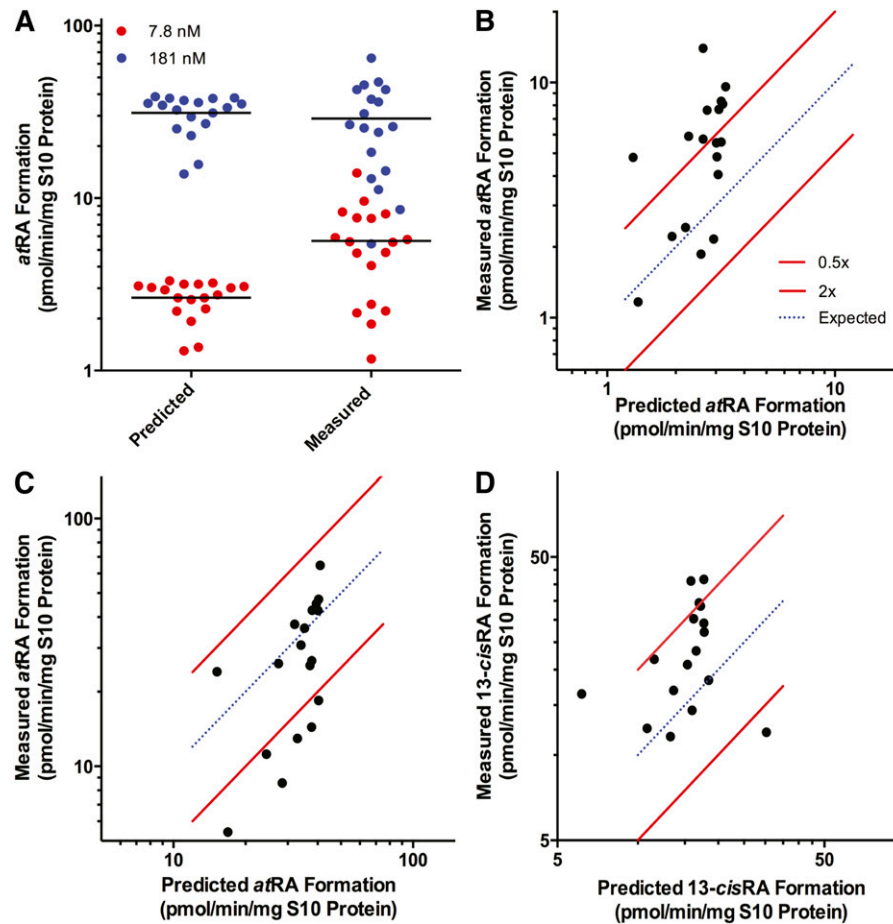 A
7.8 nM
181 nM
100
10
1
atRA Formation
(pmol/min/mg S10 Protein)
Predicted
Measured
B
10
1
Measured atRA Formation
(pmol/min/mg S10 Protein)
0.5x
2x
Expected
1
10
Predicted atRA Formation
(pmol/min/mg S10 Protein)
C
100
10
Measured atRA Formation
(pmol/min/mg S10 Protein)
10
100
Predicted atRA Formation
(pmol/min/mg S10 Protein)
D
50
5
Measured 13-cisRA Formation
(pmol/min/mg S10 Protein)
5
50
Predicted 13-cisRA Formation
(pmol/min/mg S10 Protein)